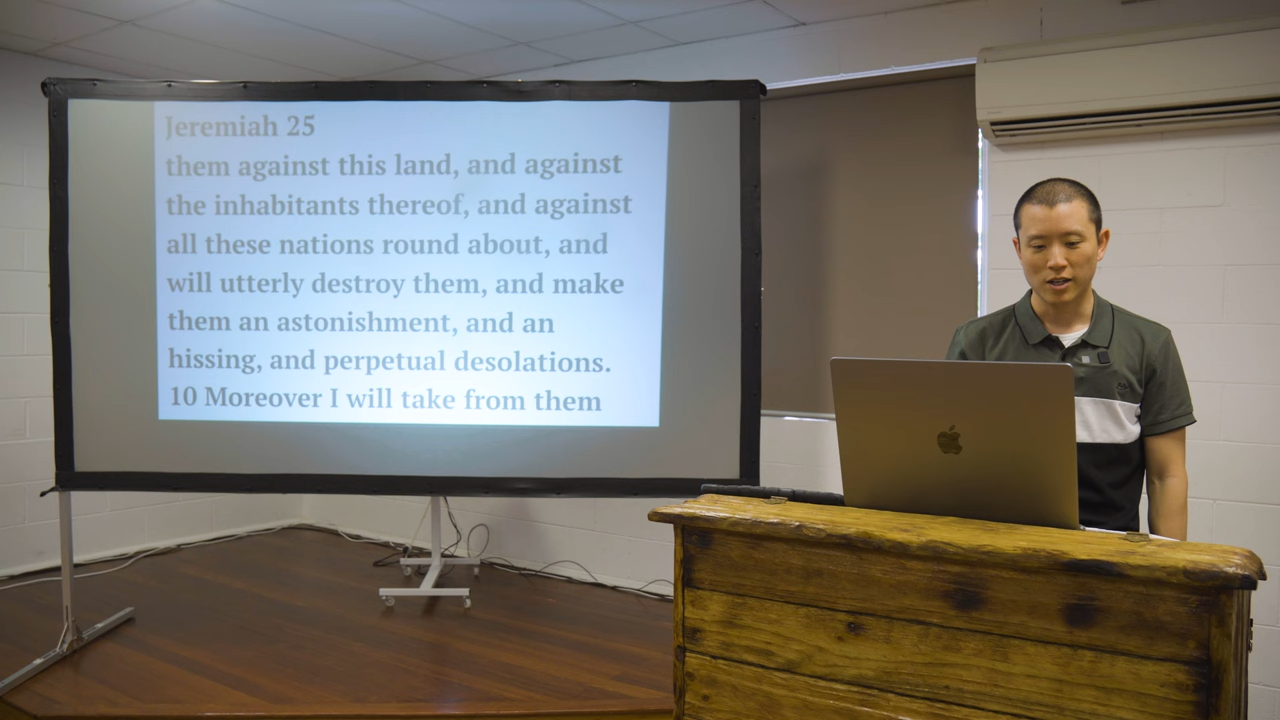 Jeremiah 25
them against this land, and against
the inhabitants thereof, and against
all these nations round about, and
will utterly destroy them, and make
them an astonishment, and an
hissing, and perpetual desolations.
10 Moreover I will take from them